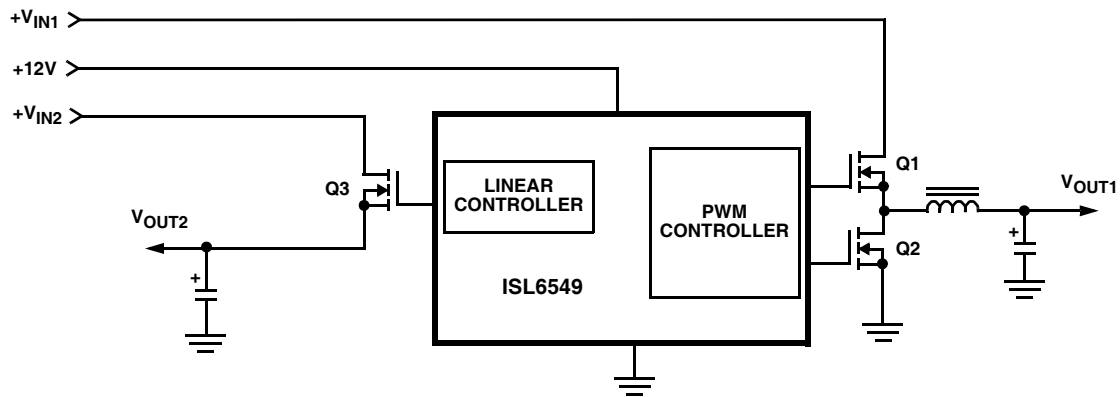 +VIN1
+12V
+VIN2
Q3
LINEAR
CONTROLLER
PWM
CONTROLLER
Q1
VOUT1
VOUT2
Q2
+
+
ISL6549